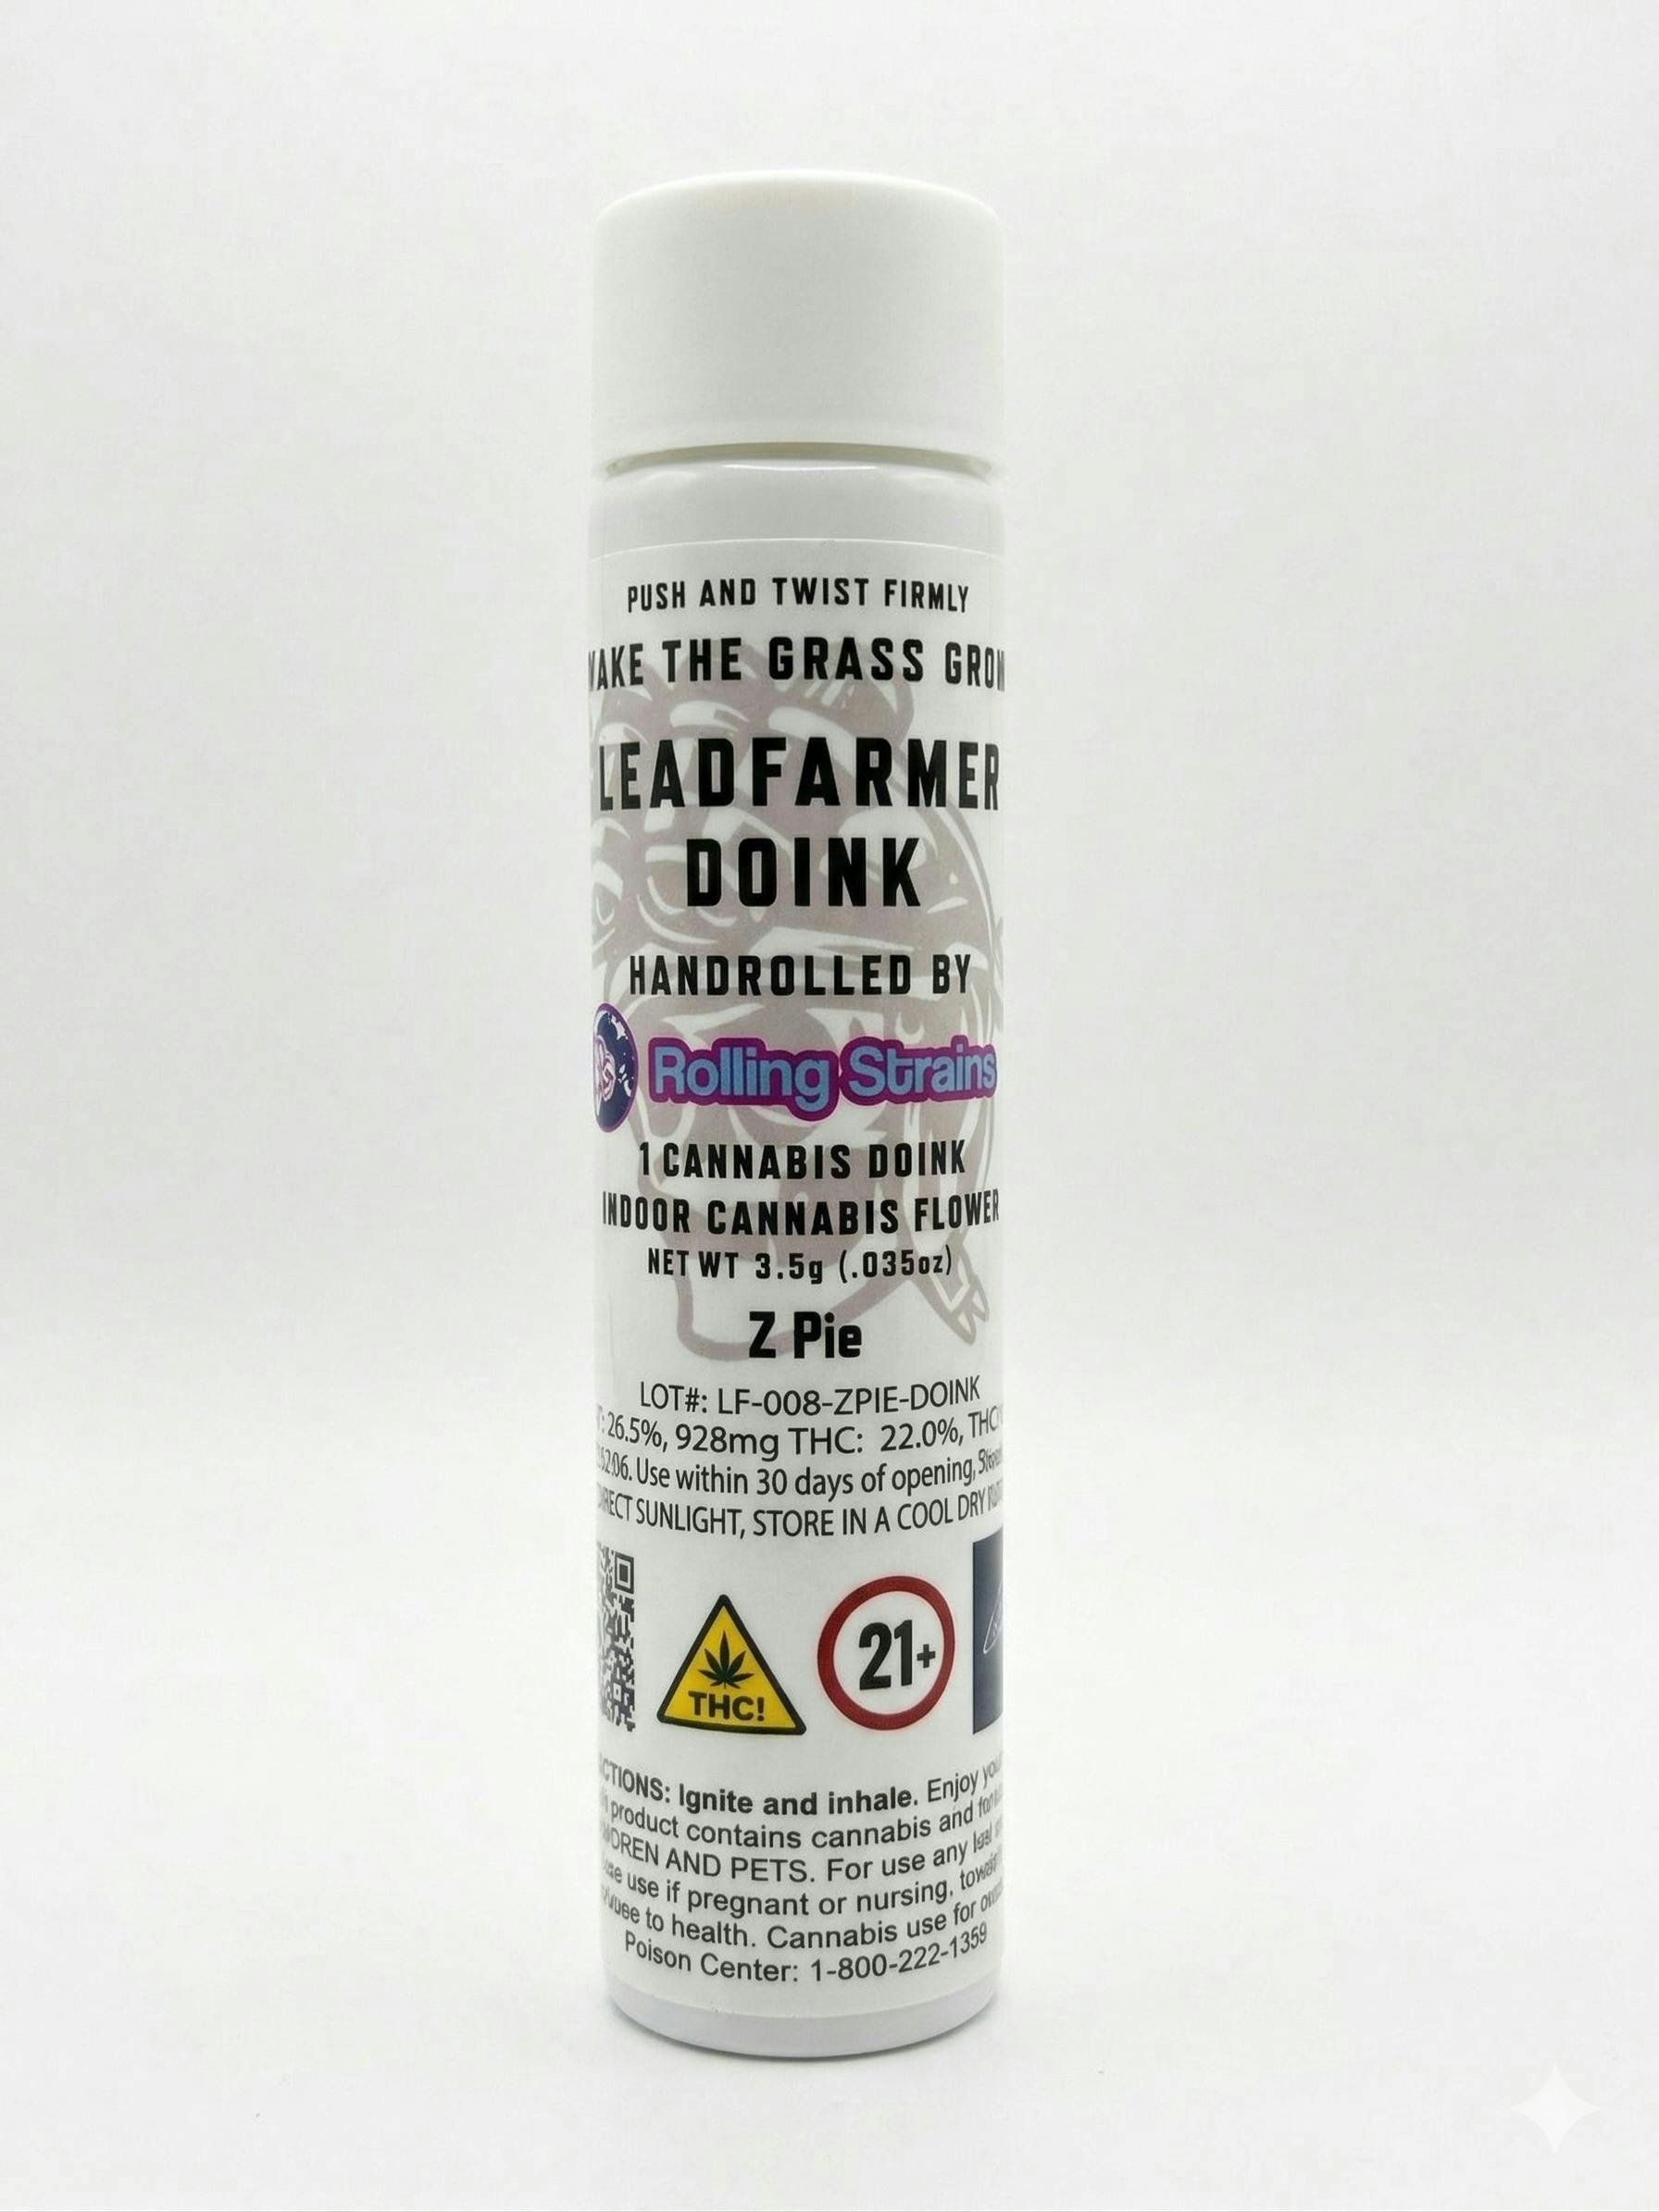 PUSH AND TWIST FIRMLY
THE GRASS
LEADFARMER
DOINK
HANDROLLED BY
Rolling Strains
1 CANNABIS DOINK
INDOOR CANNABIS FLOWER
NET WT 3.5g (.035oz)
Z Pie
LOT#: LF-008-ZPIE-DOINK
26.5%, 928mg THC: 22.0%,
Use within 30 days of opening,
SUNLIGHT, STORE IN A COOL DRY
THC!
21+
Ignite and inhale. Enjoy
product contains cannabis and
AND PETS. For use any
use if pregnant or nursing,
to health. Cannabis use for
Poison Center: 1-800-222-1359